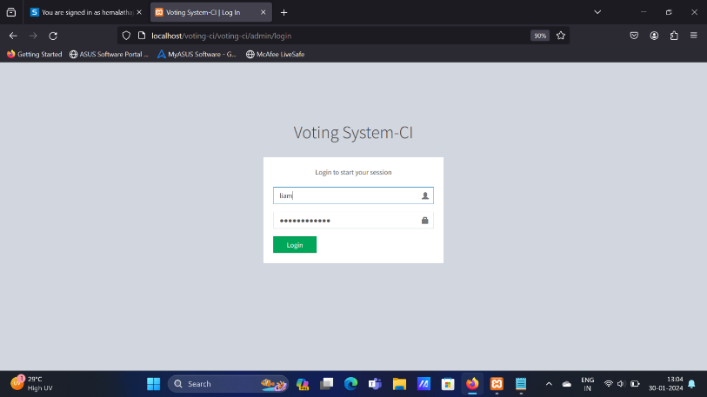 You are signed in as hemalatha
Voting System-CI | Log In
localhost/voting-ci/voting-ci/admin/login
90%
Getting Started
ASUS Software Portal ...
MyASUS Software - G...
McAfee LiveSafe
Voting System-CI
Login to start your session
liam
Login
29°C
High UV
Search
ENG
IN
13:04
30-01-2024